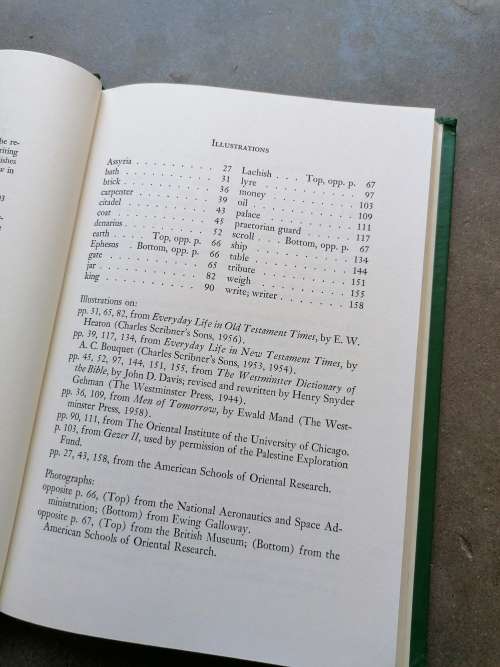 he re-
riting
lishes
w in
03
ILLUSTRATIONS
Assyria . . . . . . . . . . 27
bath . . . . . . . . . . 31
brick . . . . . . . . . . 36
carpenter . . . . . . . . . 39
citadel . . . . . . . . . . 43
coat . . . . . . . . . . 45
denarius . . . . . . . . . 52
earth . . . . Top, opp. p. 66
Ephesus . Bottom, opp. p. 66
gate . . . . . . . . . . 65
jar . . . . . . . . . . 82
king . . . . . . . . . . 90
Lachish . . . Top, opp. p. 67
lyre . . . . . . . . . . 97
money . . . . . . . . . 103
oil . . . . . . . . . . 109
palace . . . . . . . . . 111
praetorian guard . . . . . 117
scroll . . Bottom, opp. p. 67
ship . . . . . . . . . . 134
table . . . . . . . . . . 144
tribute . . . . . . . . . 151
weigh . . . . . . . . . 155
write; writer . . . . . . . 158
Illustrations on:
pp. 31, 65, 82, from Everyday Life in Old Testament Times, by E. W.
Heaton (Charles Scribner's Sons, 1956).
pp. 39, 117, 134, from Everyday Life in New Testament Times, by
A. C. Bouquet (Charles Scribner's Sons, 1953, 1954).
pp. 45, 52, 97, 144, 151, 155, from The Westminster Dictionary of
the Bible, by John D. Davis; revised and rewritten by Henry Snyder
Gehman (The Westminster Press, 1944).
pp. 36, 109, from Men of Tomorrow, by Ewald Mand (The West-
minster Press, 1958).
pp. 90, 111, from The Oriental Institute of the University of Chicago.
p. 103, from Gezer II, used by permission of the Palestine Exploration
Fund.
pp. 27, 43, 158, from the American Schools of Oriental Research.
Photographs:
opposite p. 66, (Top) from the National Aeronautics and Space Ad-
ministration; (Bottom) from Ewing Galloway.
opposite p. 67, (Top) from the British Museum; (Bottom) from the
American Schools of Oriental Research.